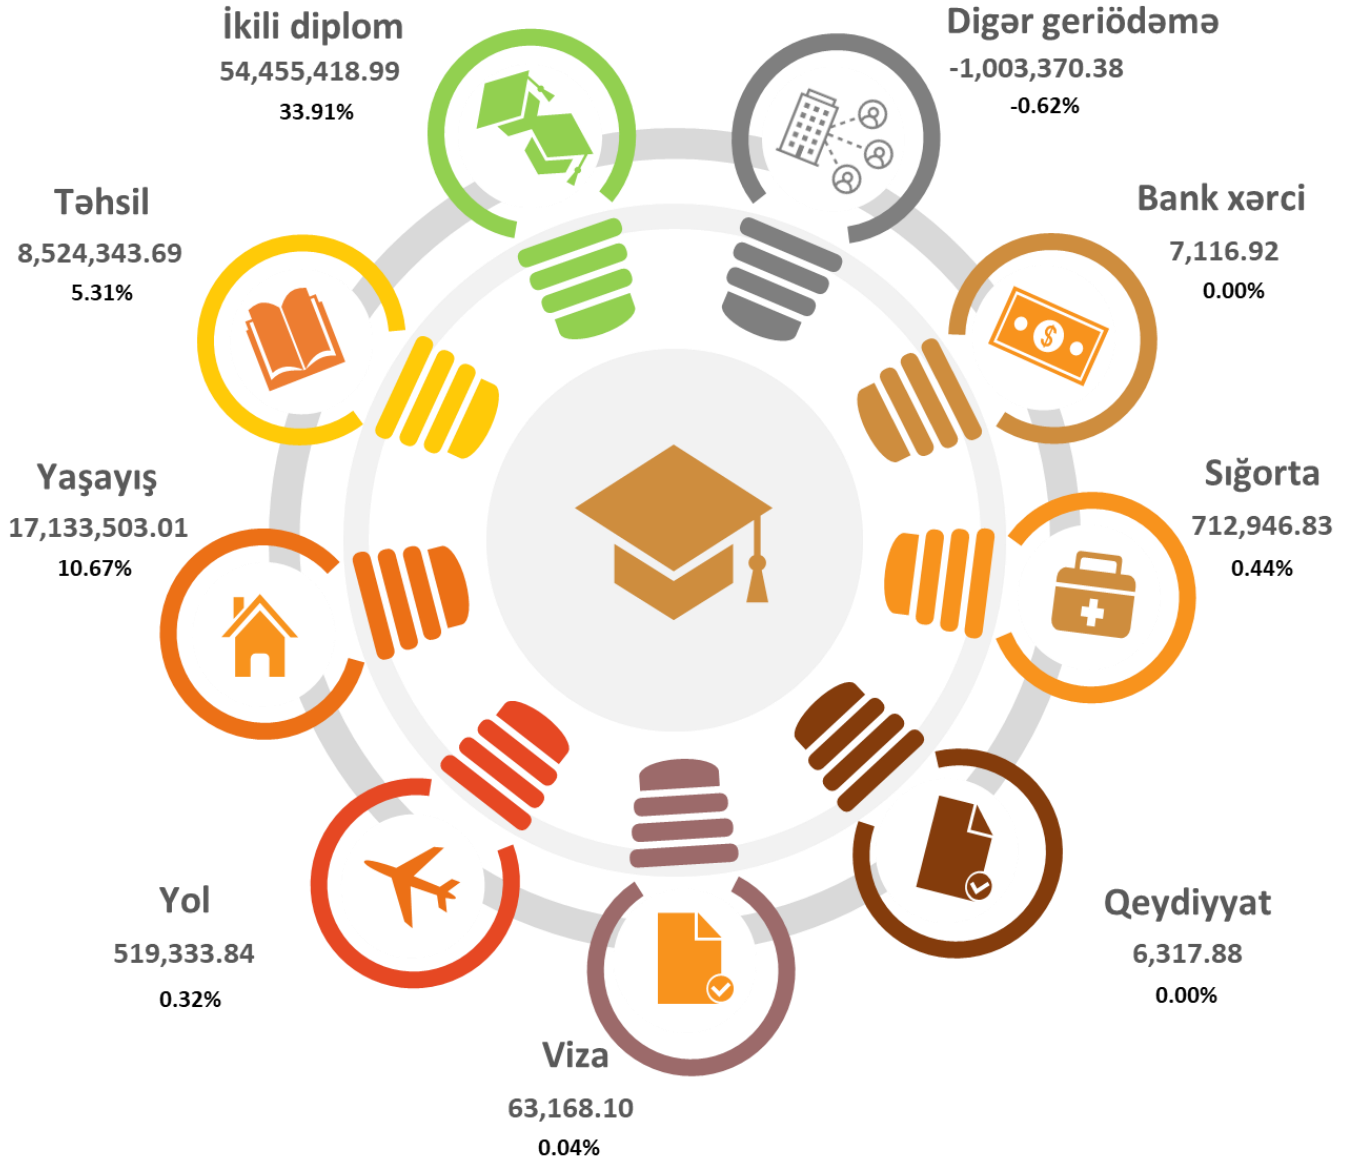 İkili diplom
54,455,418.99
33.91%
Digər geriödəmə
-1,003,370.38
-0.62%
Təhsil
8,524,343.69
5.31%
Bank xərci
7,116.92
0.00%
Yaşayış
17,133,503.01
10.67%
Sığorta
712,946.83
0.44%
Yol
519,333.84
0.32%
Qeydiyyat
6,317.88
0.00%
Viza
63,168.10
0.04%
$